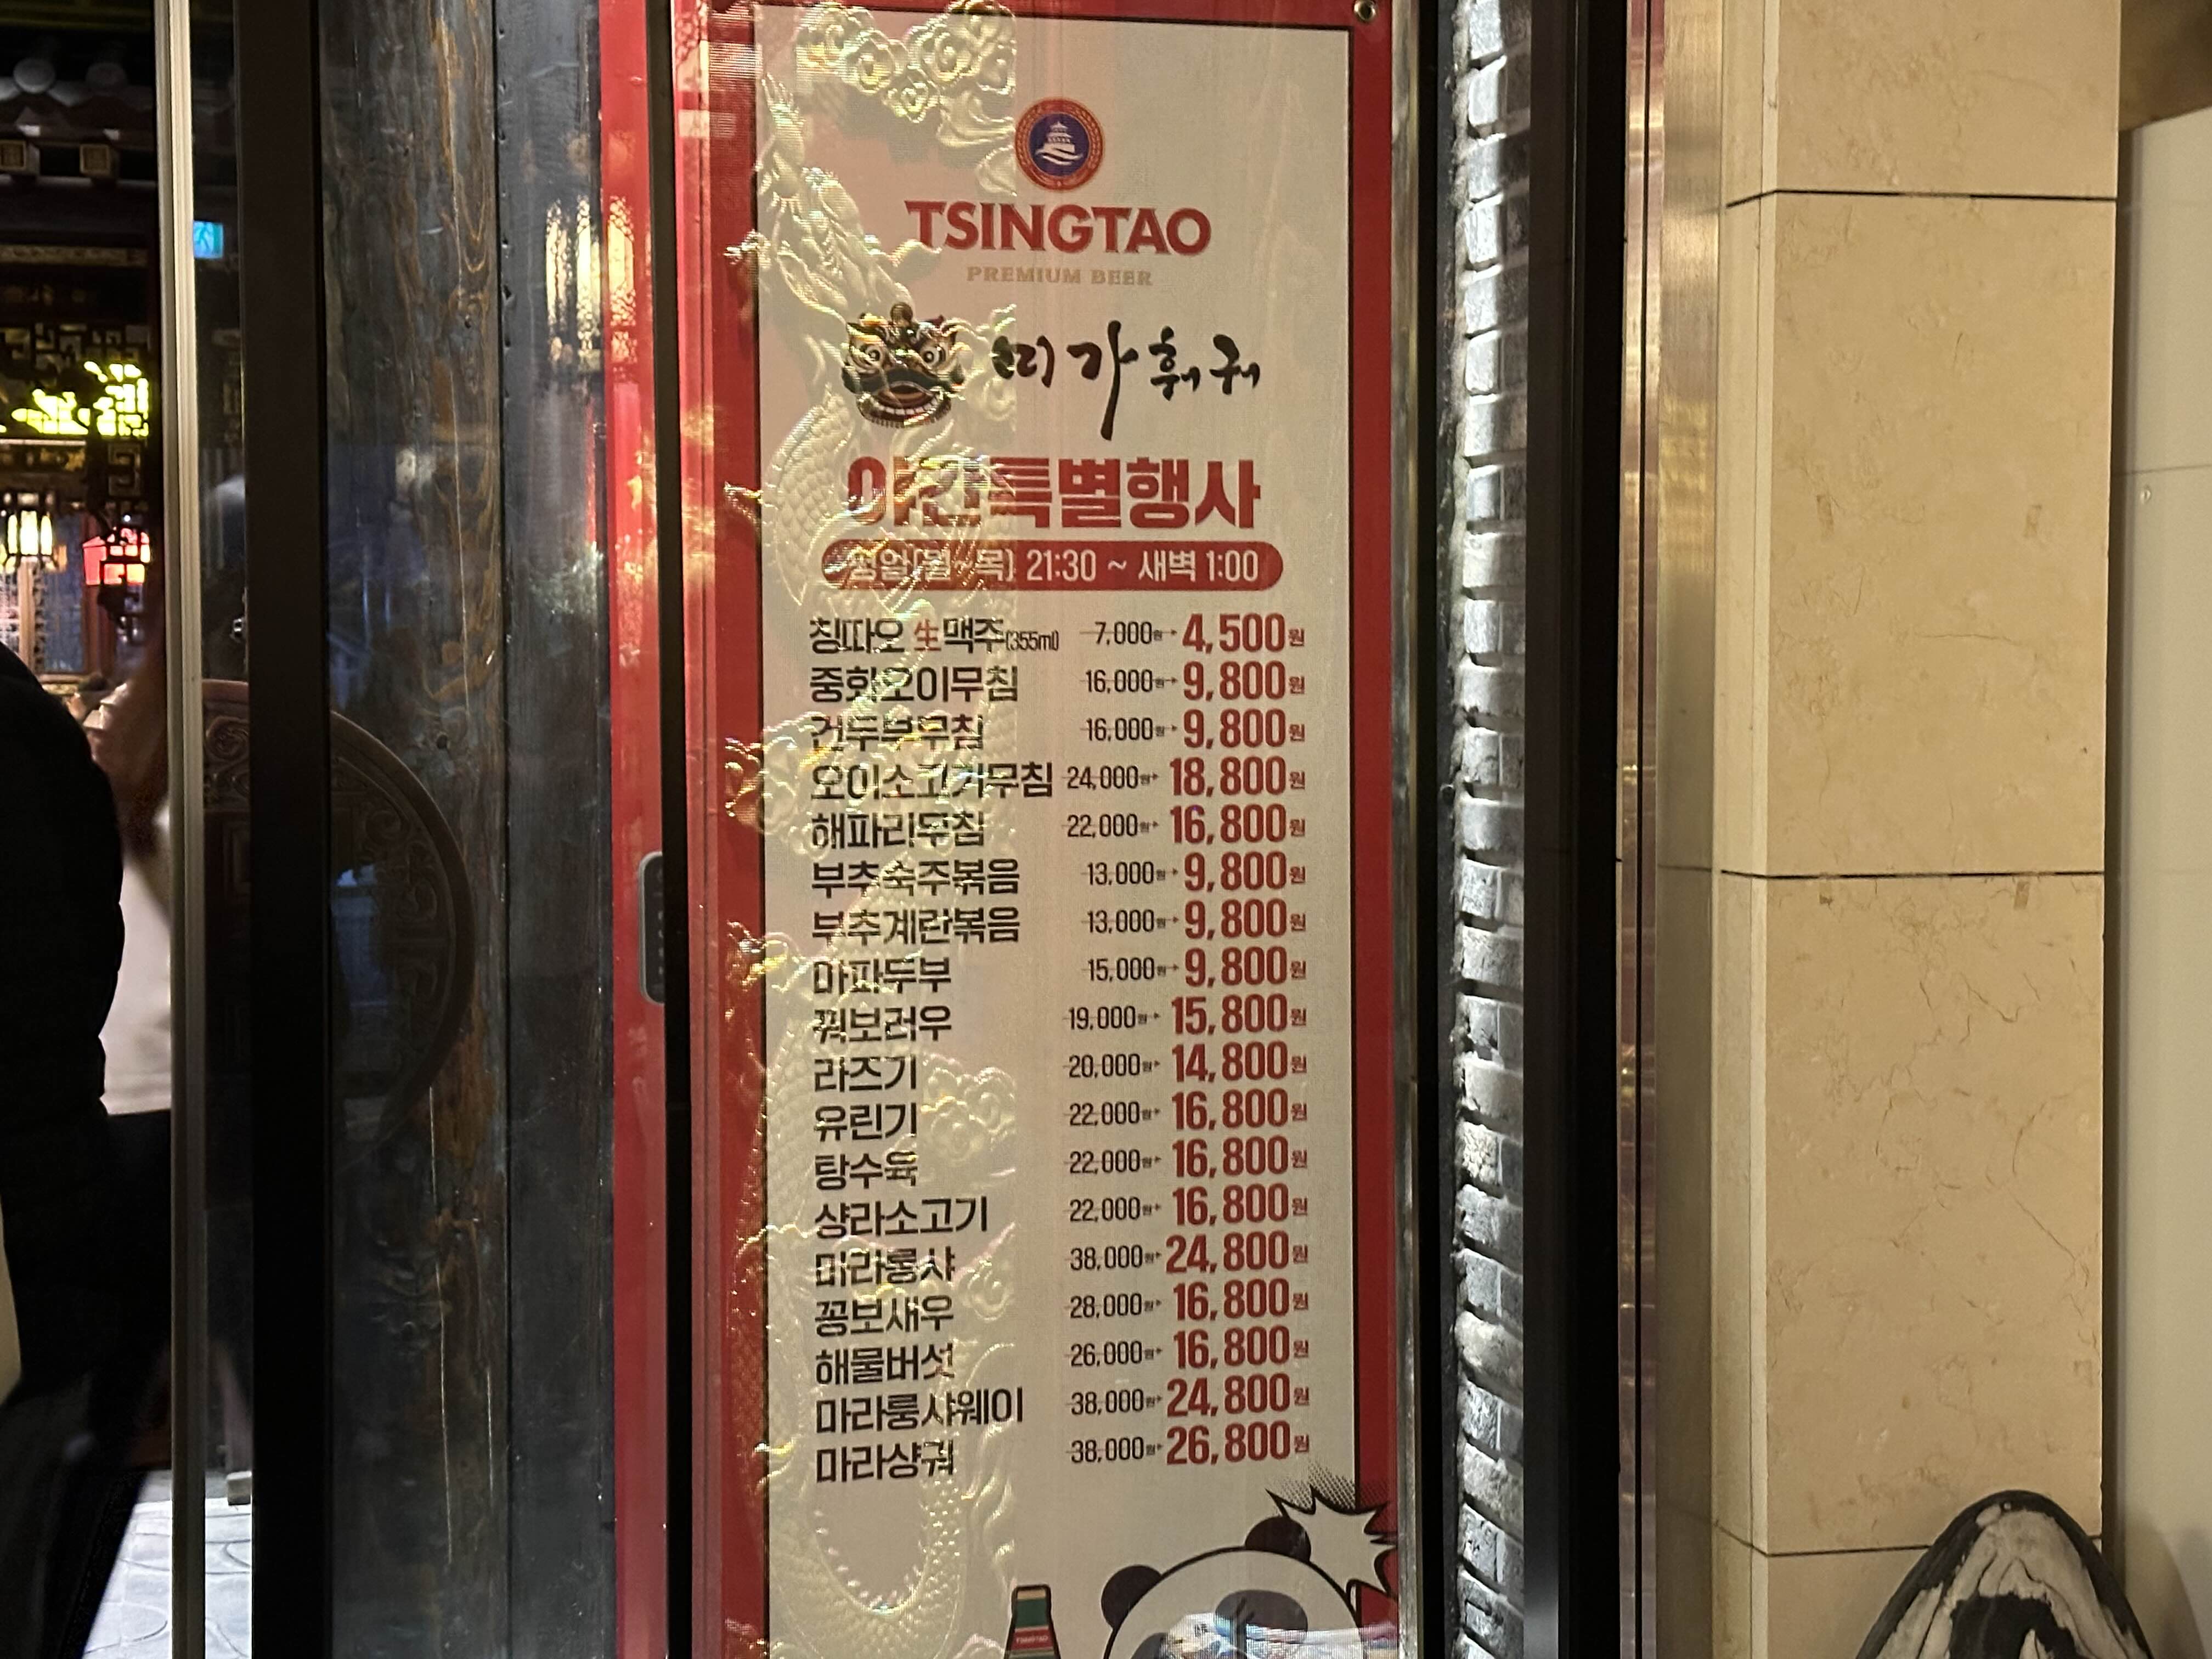 TSINGTAO
PREMIUM BEER
미가훠궈
야간특별행사
평일(월~목) 21:30 ~ 새벽 1:00
칭따오 生맥주(355ml) 7,000원 4,500원
중화오이무침 16,000원 9,800원
건두부무침 16,000원 9,800원
오이소고기무침 24,000원 18,800원
해파리무침 22,000원 16,800원
부추숙주볶음 13,000원 9,800원
부추계란볶음 13,000원 9,800원
마파두부 15,000원 9,800원
꿔보러우 19,000원 15,800원
라즈기 20,000원 14,800원
유린기 22,000원 16,800원
탕수육 22,000원 16,800원
샹라소고기 22,000원 16,800원
마라룽샤 38,000원 24,800원
꽁보새우 28,000원 16,800원
해물버섯 26,000원 16,800원
마라룽샤웨이 38,000원 24,800원
마라샹궈 38,000원 26,800원
TSINGTAO